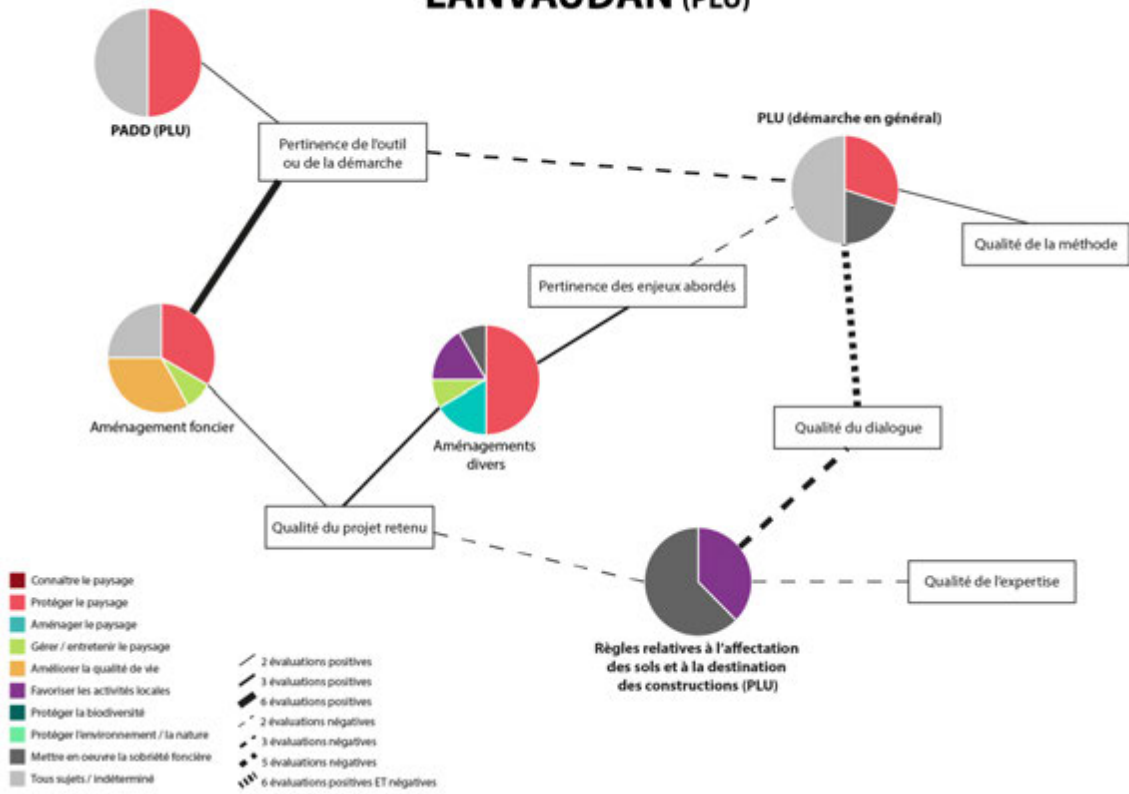 LANVAUDAN (PLU)
PADD (PLU)
Pertinence de l'outil
ou de la démarche
PLU (démarche en général)
Qualité de la méthode
Pertinence des enjeux abordés
Aménagement foncier
Aménagements
divers
Qualité du dialogue
Qualité du projet retenu
Qualité de l'expertise
Règles relatives à l'affectation
des sols et à la destination
des constructions (PLU)
Connaître le paysage
Protéger le paysage
Aménager le paysage
Gérer / entretenir le paysage
Améliorer la qualité de vie
Favoriser les activités locales
Protéger la biodiversité
Protéger l'environnement / la nature
Mettre en oeuvre la sobriété foncière
Tous sujets / indéterminé
2 évaluations positives
3 évaluations positives
6 évaluations positives
2 évaluations négatives
3 évaluations négatives
5 évaluations négatives
6 évaluations positives ET négatives